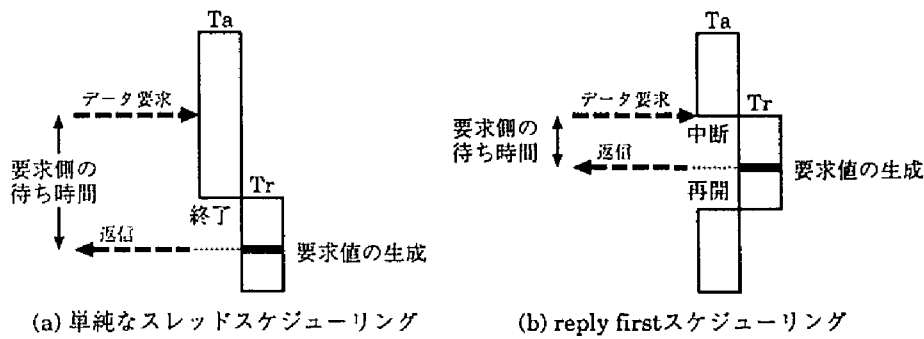 Ta
データ要求
要求側の
待ち時間
Tr
終了
返信
要求値の生成
(a) 単純なスレッドスケジューリング
Ta
データ要求
Tr
要求側の
待ち時間
中断
返信
要求値の生成
再開
(b) reply firstスケジューリング